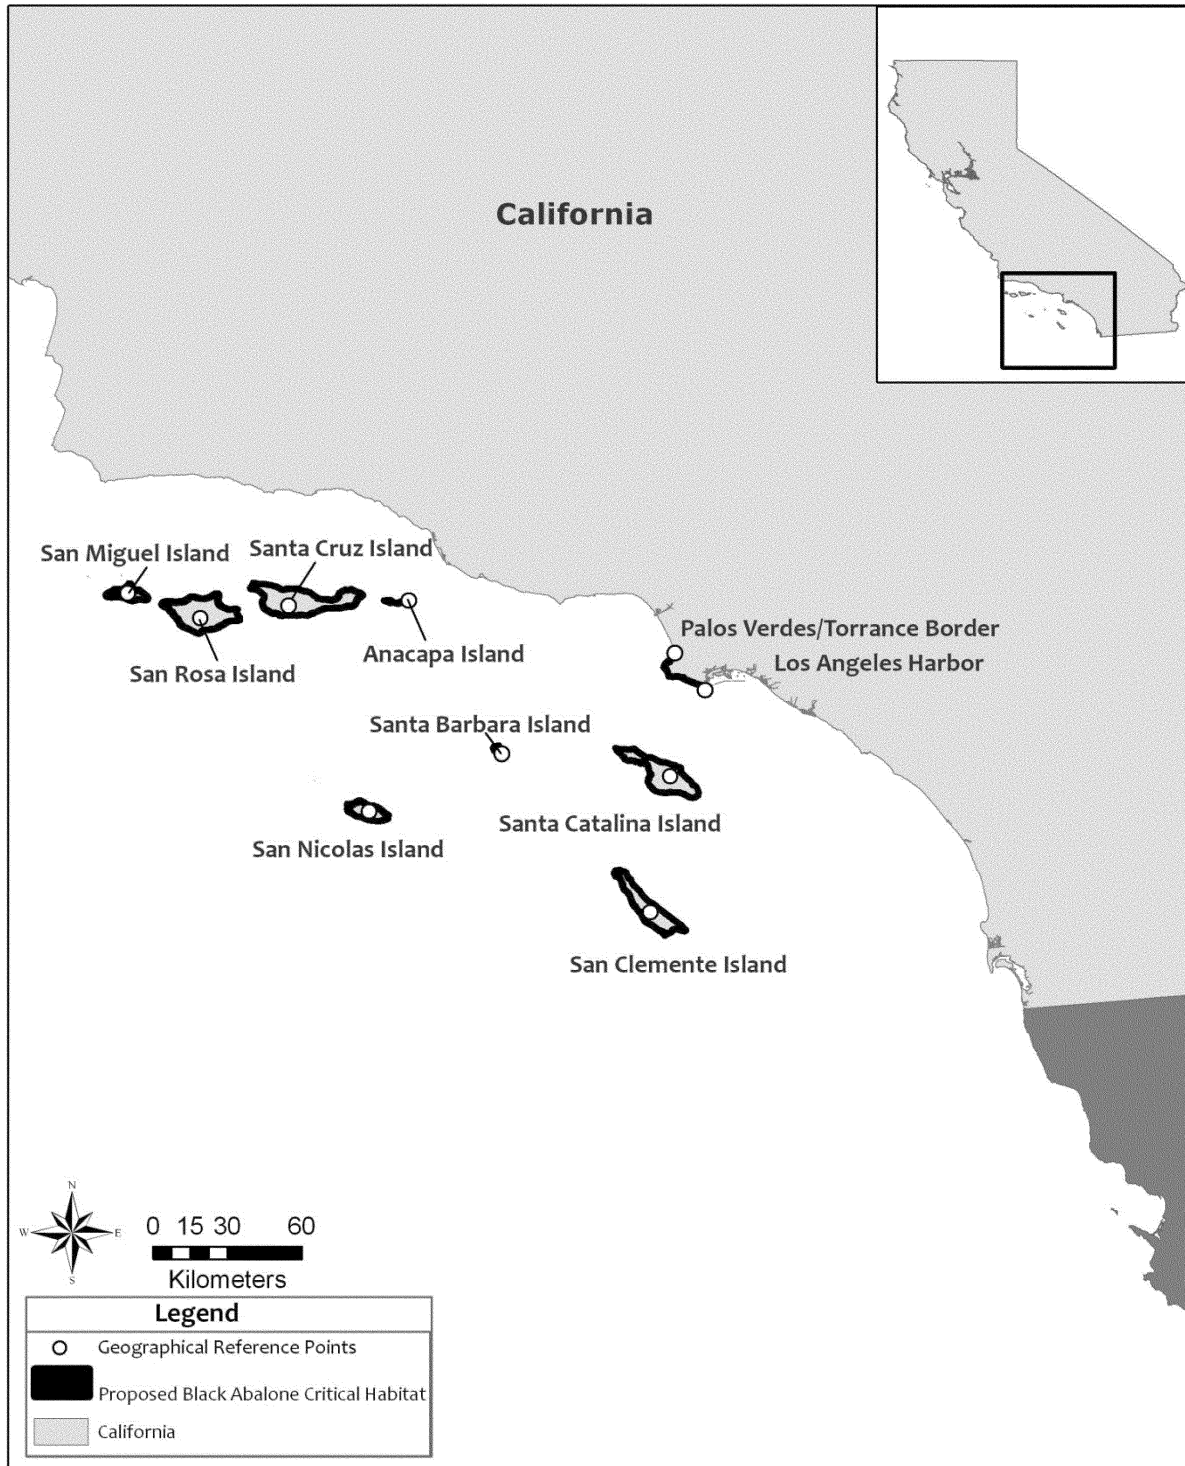 California
San Miguel Island
Santa Cruz Island
San Rosa Island
Anacapa Island
Palos Verdes/Torrance Border
Los Angeles Harbor
Santa Barbara Island
Santa Catalina Island
San Nicolas Island
San Clemente Island
N
W E
S
0 15 30 60
Kilometers
Legend
Geographical Reference Points
Proposed Black Abalone Critical Habitat
California